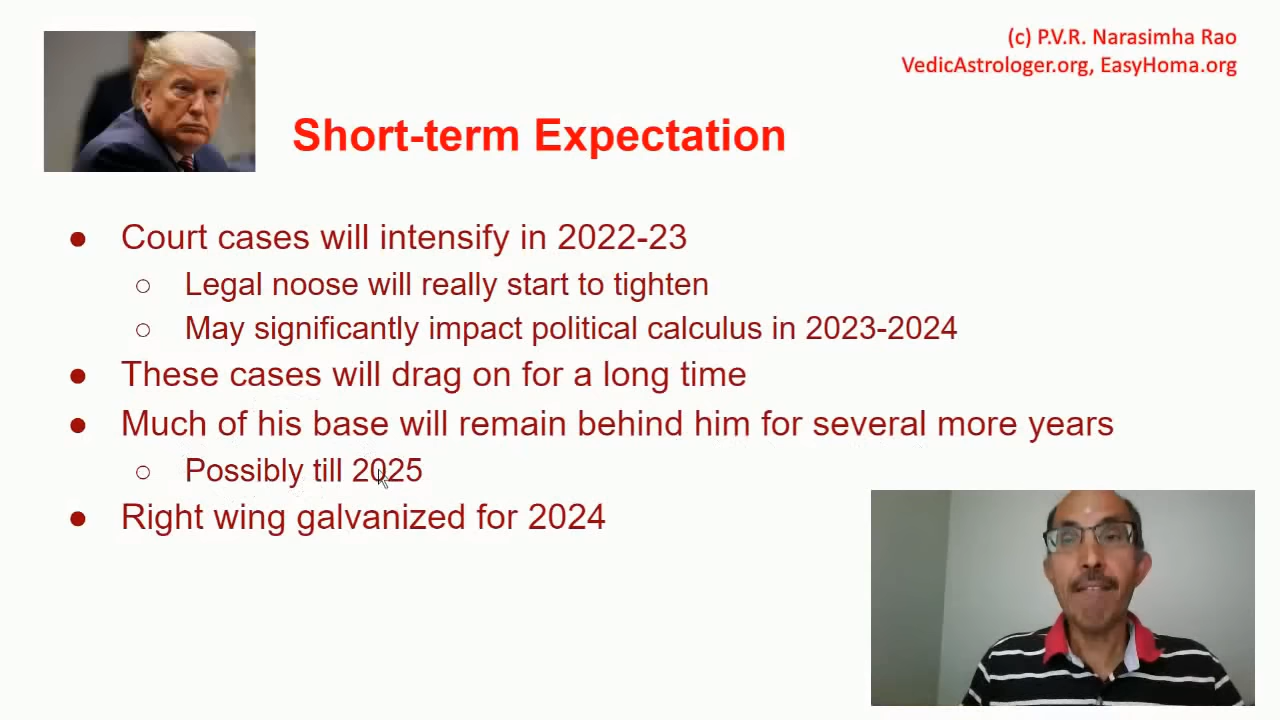 (c) P.V.R. Narasimha Rao
VedicAstrologer.org, EasyHoma.org
Short-term Expectation
● Court cases will intensify in 2022-23
○ Legal noose will really start to tighten
○ May significantly impact political calculus in 2023-2024
● These cases will drag on for a long time
● Much of his base will remain behind him for several more years
○ Possibly till 2025
● Right wing galvanized for 2024